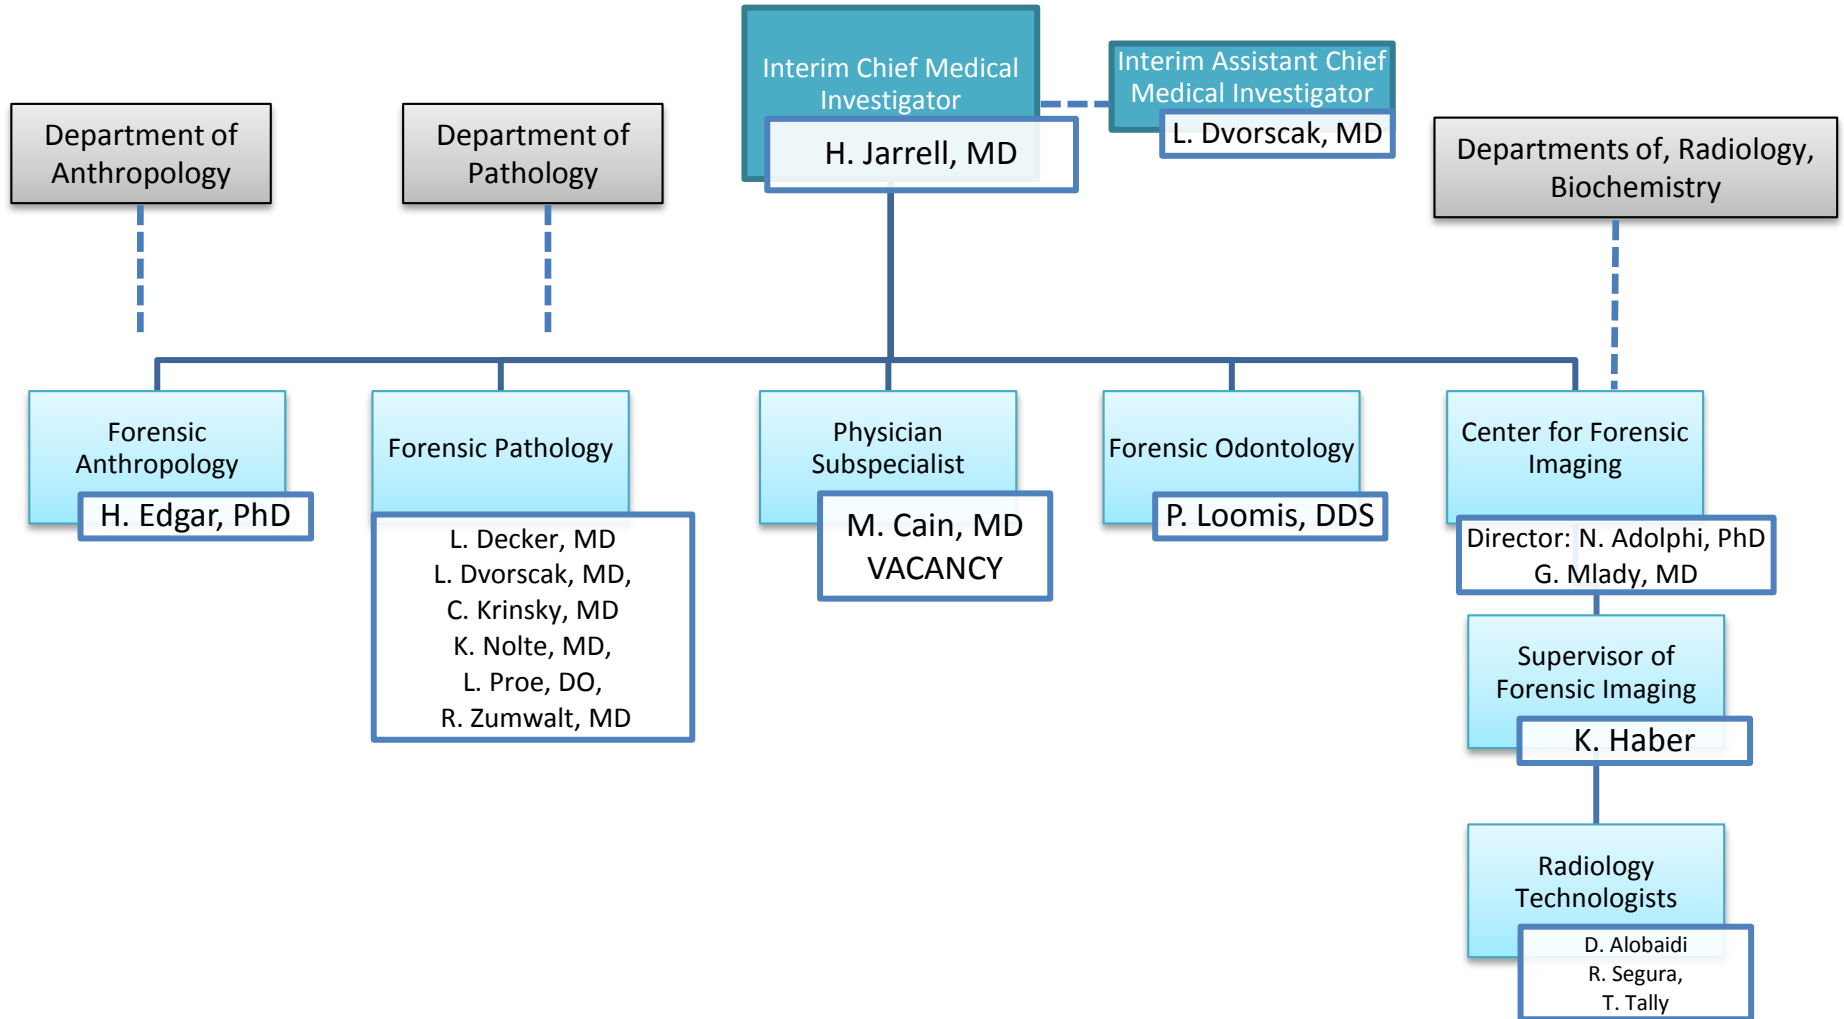 Interim Chief Medical
Investigator
H. Jarrell, MD
Interim Assistant Chief
Medical Investigator
L. Dvorscak, MD
Department of
Anthropology
Department of
Pathology
Departments of, Radiology,
Biochemistry
Forensic
Anthropology
H. Edgar, PhD
Forensic Pathology
L. Decker, MD
L. Dvorscak, MD,
C. Krinsky, MD
K. Nolte, MD,
L. Proe, DO,
R. Zumwalt, MD
Physician
Subspecialist
M. Cain, MD
VACANCY
Forensic Odontology
P. Loomis, DDS
Center for Forensic
Imaging
Director: N. Adolphi, PhD
G. Mlady, MD
Supervisor of
Forensic Imaging
K. Haber
Radiology
Technologists
D. Alobaidi
R. Segura,
T. Tally